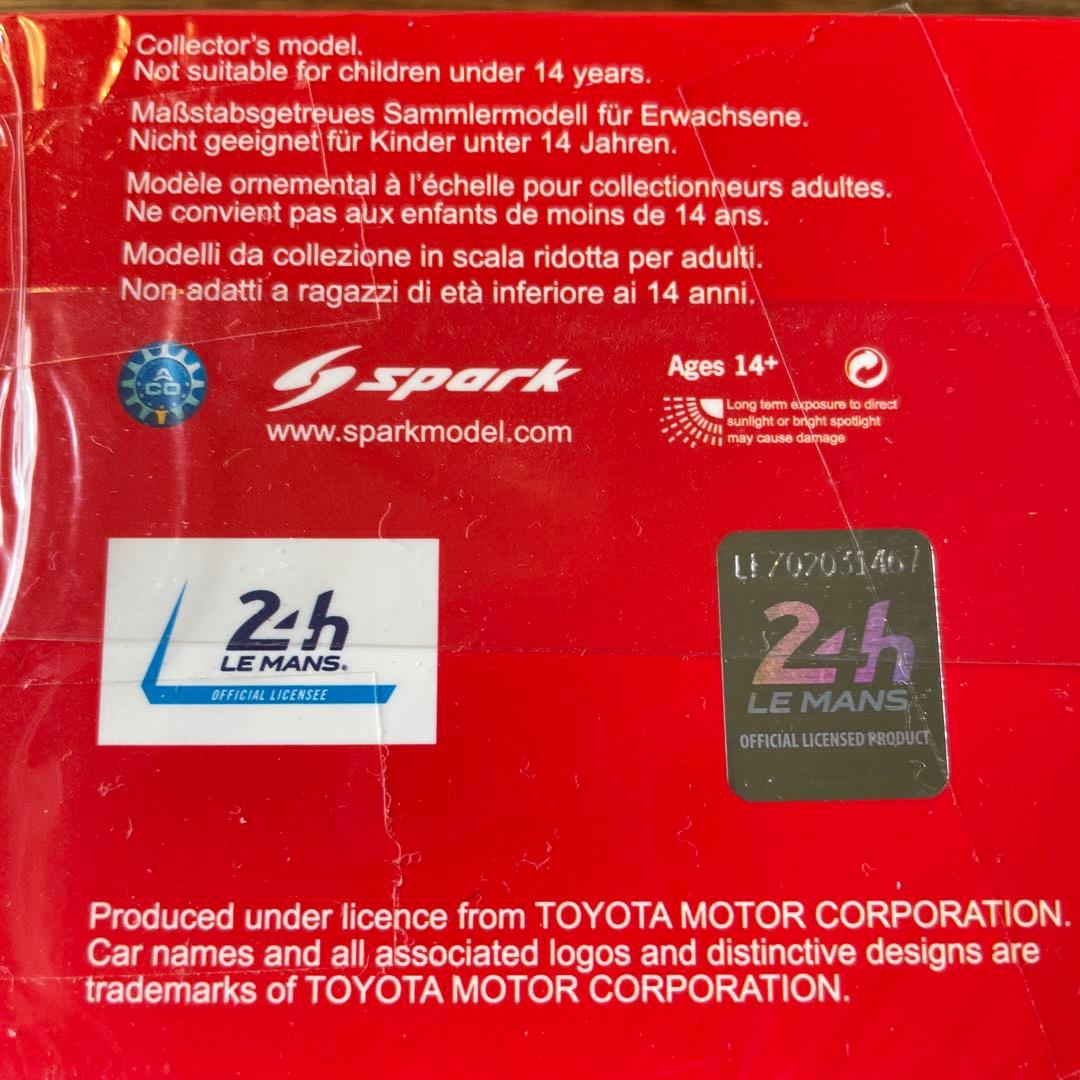 Collector's model.
Not suitable for children under 14 years.
Maßstabsgetreues Sammlermodell für Erwachsene.
Nicht geeignet für Kinder unter 14 Jahren.
Modèle ornemental à l'échelle pour collectionneurs adultes.
Ne convient pas aux enfants de moins de 14 ans.
Modelli da collezione in scala ridotta per adulti.
Non adatti a ragazzi di età inferiore ai 14 anni.
ACO
spark
www.sparkmodel.com
Ages 14+
Long term exposure to direct
sunlight or bright spotlight
may cause damage
24h
LE MANS®
OFFICIAL LICENSEE
24h
LE MANS
OFFICIAL LICENSED PRODUCT
Produced under licence from TOYOTA MOTOR CORPORATION.
Car names and all associated logos and distinctive designs are
trademarks of TOYOTA MOTOR CORPORATION.